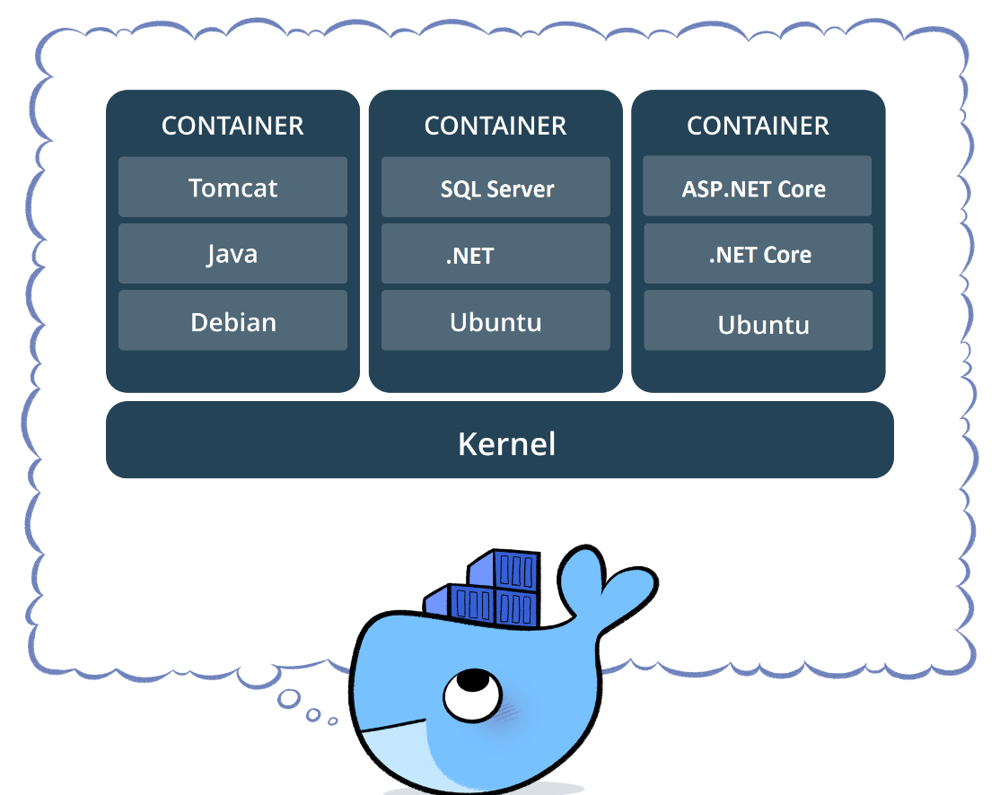 CONTAINER
Tomcat
Java
Debian
CONTAINER
SQL Server
.NET
Ubuntu
CONTAINER
ASP.NET Core
.NET Core
Ubuntu
Kernel